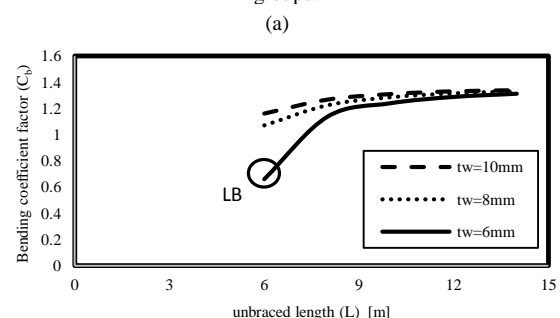 (a)
Bending coefficient factor (Cb)
1.6
1.4
1.2
1
0.8
0.6
0.4
0.2
0
LB
tw=10mm
tw=8mm
tw=6mm
0 3 6 9 12 15
unbraced length (L) [m]